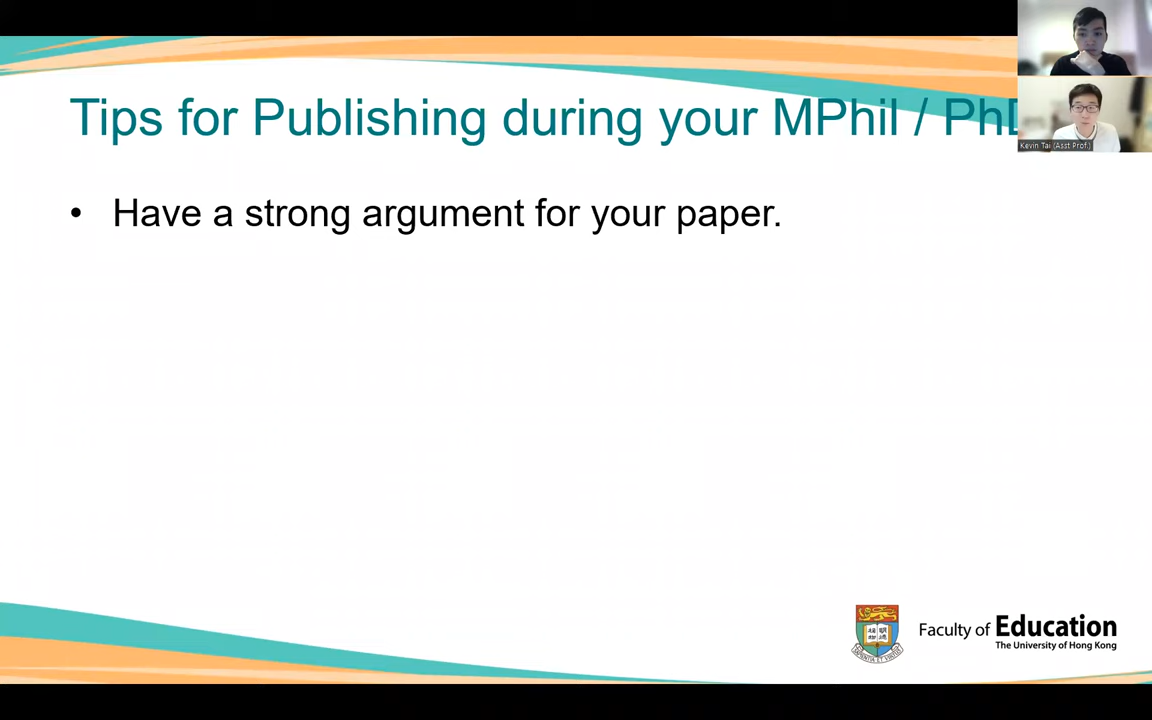 Tips for Publishing during your MPhil / PhD
Kevin Tai (Asst Prof.)
• Have a strong argument for your paper.
Faculty of Education
The University of Hong Kong